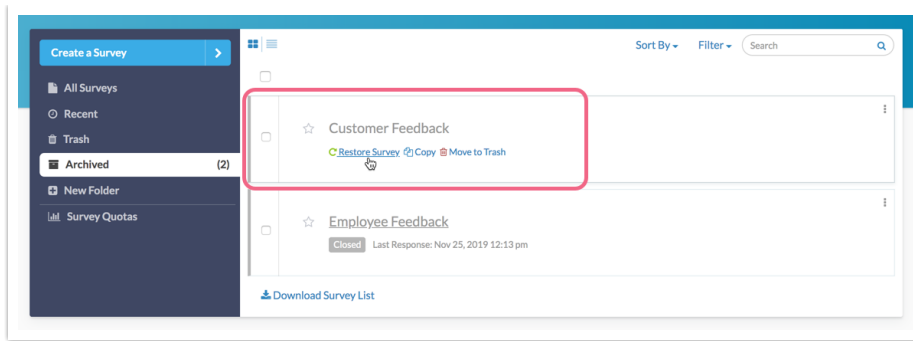 Create a Survey
All Surveys
Recent
Trash
Archived (2)
New Folder
Survey Quotas
Sort By Filter Search
Customer Feedback
Restore Survey Copy Move to Trash
Employee Feedback
Closed Last Response: Nov 25, 2019 12:13 pm
Download Survey List